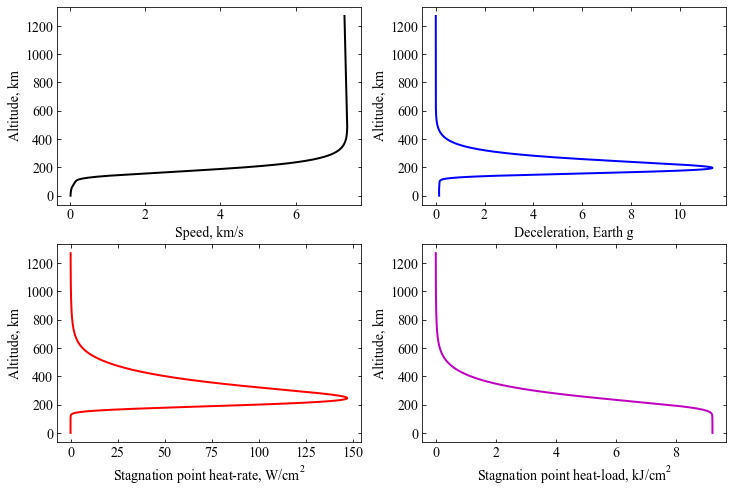 1200
1000
800
600
400
200
0
Altitude, km
0 2 4 6
Speed, km/s
1200
1000
800
600
400
200
0
Altitude, km
0 2 4 6 8 10
Deceleration, Earth g
1200
1000
800
600
400
200
0
Altitude, km
0 25 50 75 100 125 150
Stagnation point heat-rate, W/cm²
1200
1000
800
600
400
200
0
Altitude, km
0 2 4 6 8
Stagnation point heat-load, kJ/cm²